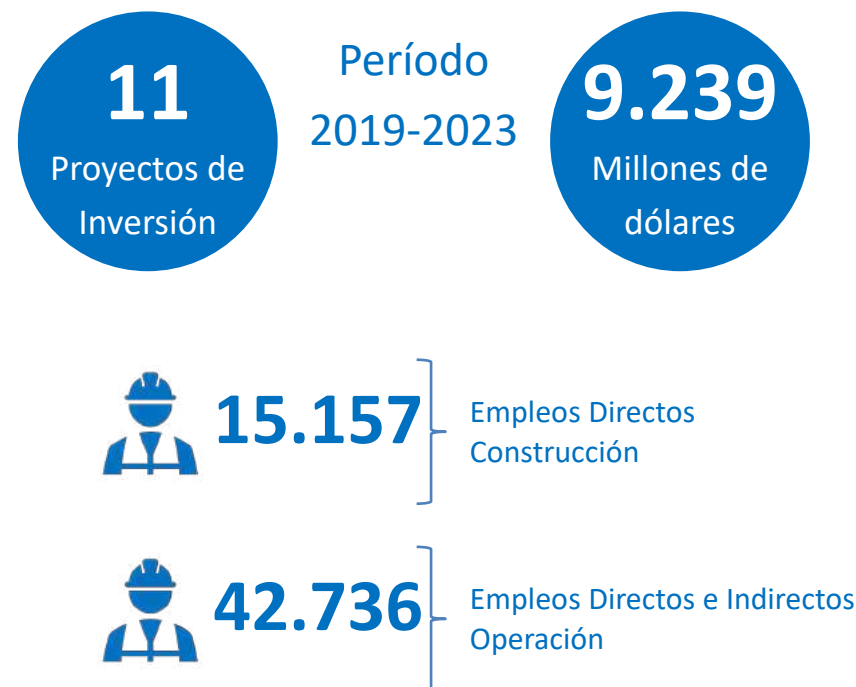 11
Proyectos de
Inversión
Período
2019-2023
9.239
Millones de
dólares
15.157
Empleos Directos
Construcción
42.736
Empleos Directos e Indirectos
Operación